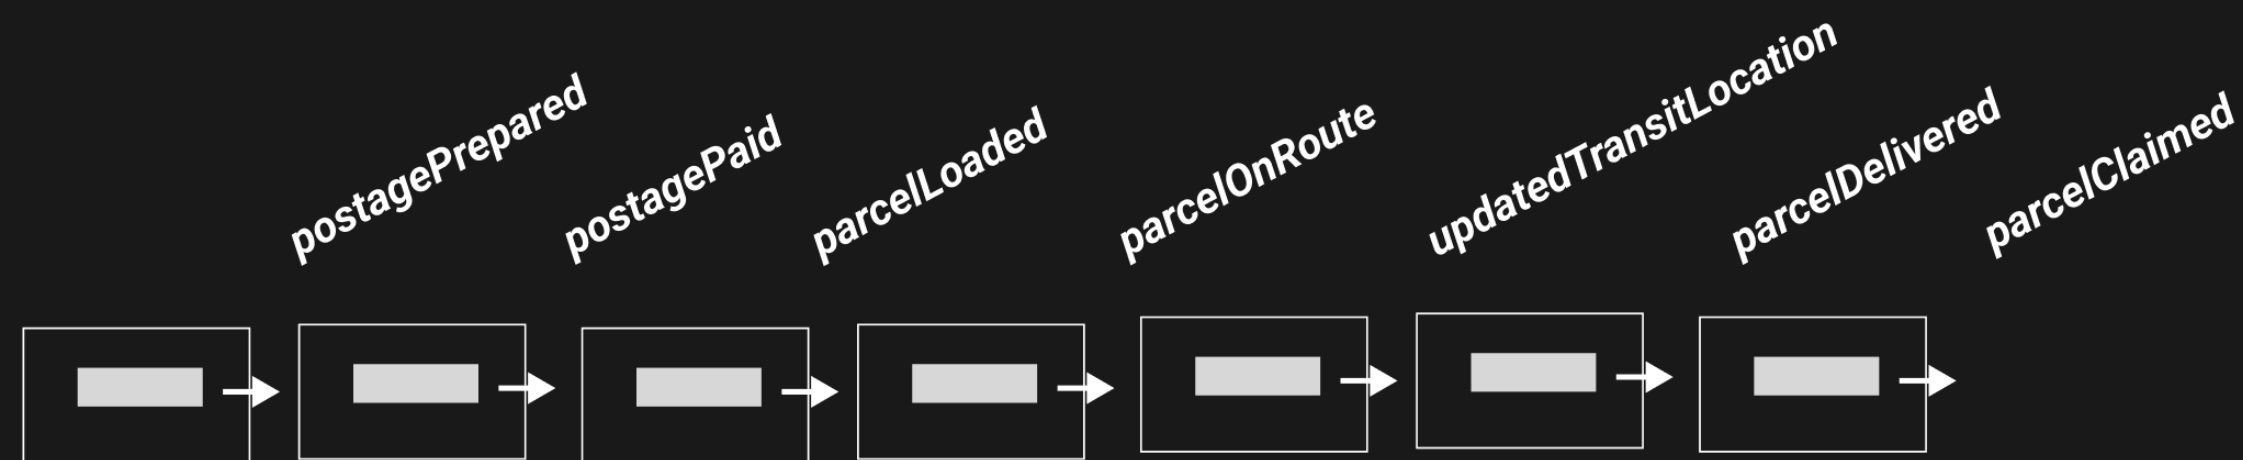 postagePrepared
postagePaid
parcelLoaded
parcelOnRoute
updatedTransitLocation
parcelDelivered
parcelClaimed